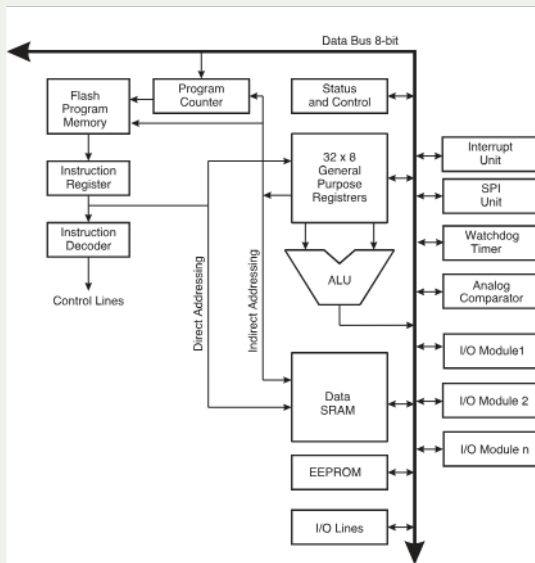 Data Bus 8-bit
Flash
Program
Memory
Program
Counter
Status
and Control
Instruction
Register
32 x 8
General
Purpose
Registrers
Instruction
Decoder
Control Lines
Direct Addressing
Indirect Addressing
ALU
Data
SRAM
EEPROM
I/O Lines
Interrupt
Unit
SPI
Unit
Watchdog
Timer
Analog
Comparator
I/O Module1
I/O Module 2
I/O Module n